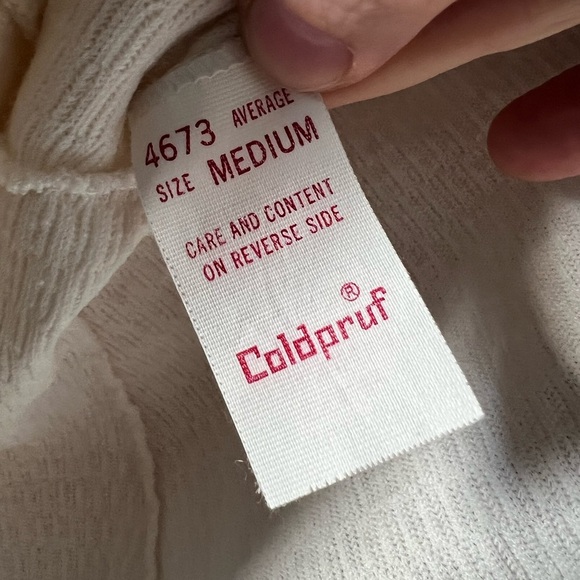 4673 AVERAGE
SIZE MEDIUM
CARE AND CONTENT
ON REVERSE SIDE
Coldpruf®